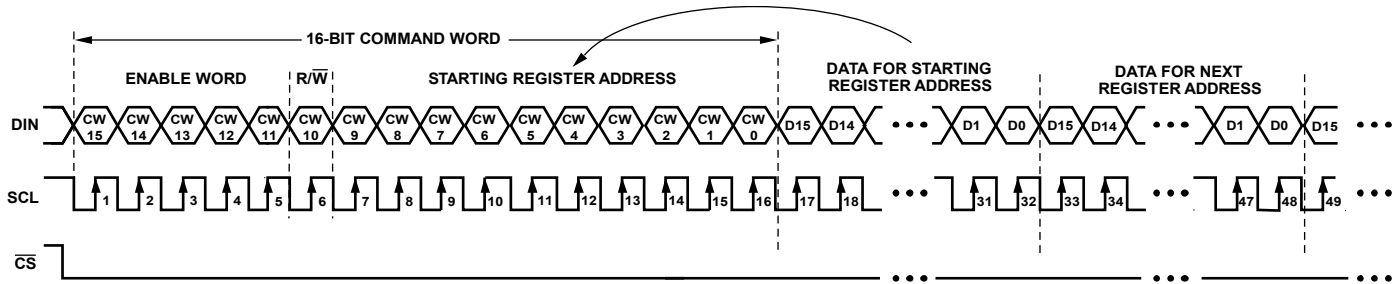 16-BIT COMMAND WORD
ENABLE WORD R/W̅ STARTING REGISTER ADDRESS DATA FOR STARTING DATA FOR NEXT
REGISTER ADDRESS REGISTER ADDRESS
DIN CW 15 CW 14 CW 13 CW 12 CW 11 CW 10 CW 9 CW 8 CW 7 CW 6 CW 5 CW 4 CW 3 CW 2 CW 1 CW 0 D15 D14 ••• D1 D0 D15 D14 ••• D1 D0 D15 •••
SCL 1 2 3 4 5 6 7 8 9 10 11 12 13 14 15 16 17 18 ••• 31 32 33 34 ••• 47 48 49 •••
C̅S̅ ••• ••• •••